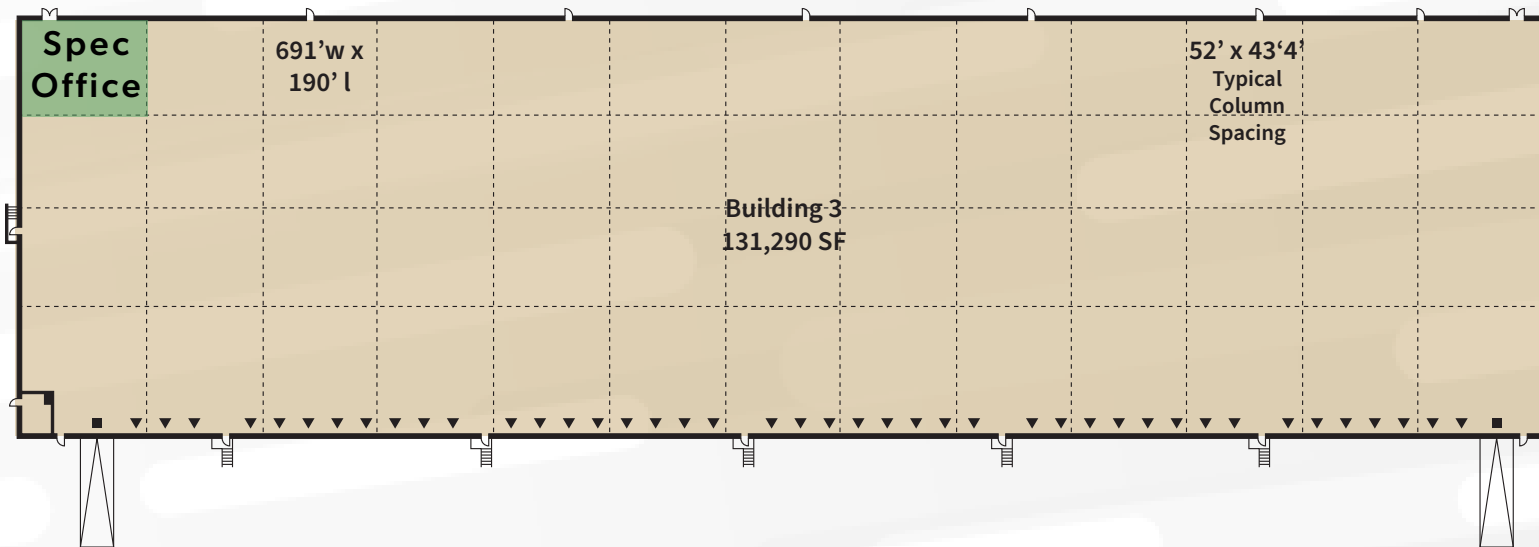 Spec
Office
691’w x
190’ l
52’ x 43‘4’
Typical
Column
Spacing
Building 3
131,290 SF